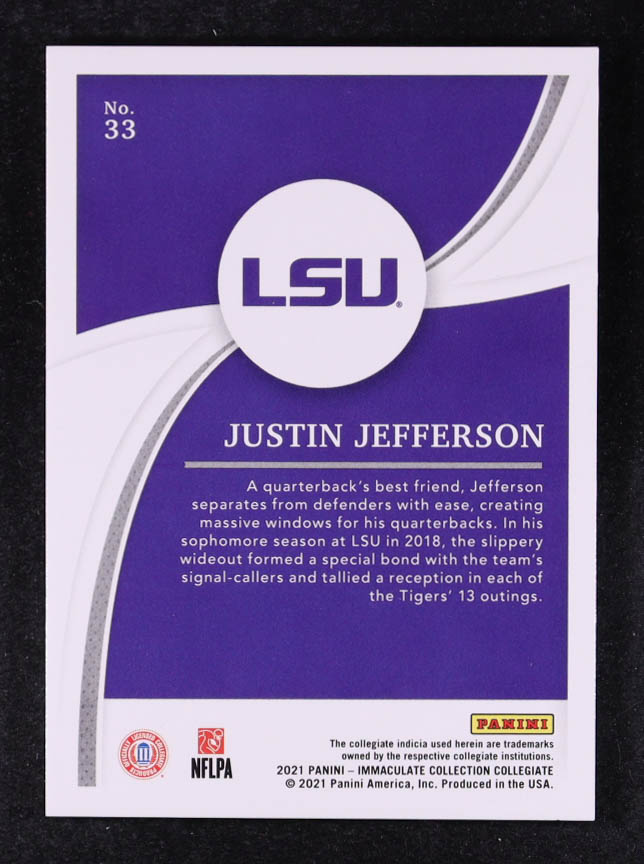 No.
33
LSU®
JUSTIN JEFFERSON
A quarterback's best friend, Jefferson
separates from defenders with ease, creating
massive windows for his quarterbacks. In his
sophomore season at LSU in 2018, the slippery
wideout formed a special bond with the team's
signal-callers and tallied a reception in each of
the Tigers' 13 outings.
PANINI
The collegiate indicia used herein are trademarks
owned by the respective collegiate institutions.
2021 PANINI – IMMACULATE COLLECTION COLLEGIATE
© 2021 Panini America, Inc. Produced in the USA.
OFFICIALLY LICENSED COLLEGIATE PRODUCTS
NFLPA